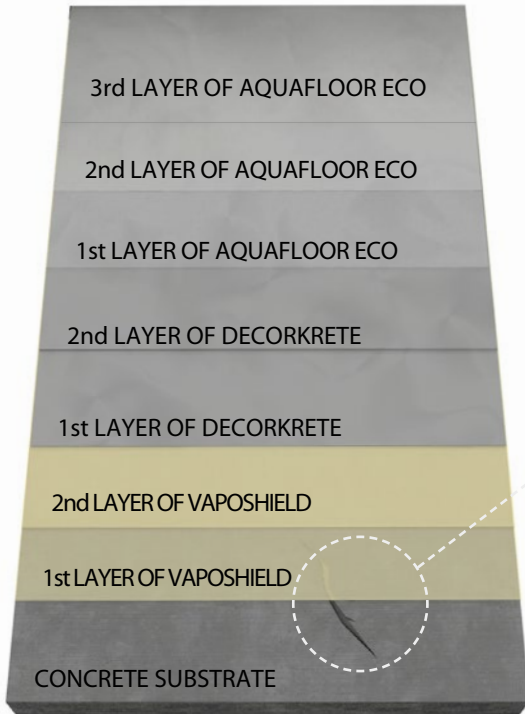 3rd LAYER OF AQUAFLOOR ECO
2nd LAYER OF AQUAFLOOR ECO
1st LAYER OF AQUAFLOOR ECO
2nd LAYER OF DECORKRETE
1st LAYER OF DECORKRETE
2nd LAYER OF VAPOSHIELD
1st LAYER OF VAPOSHIELD
CONCRETE SUBSTRATE